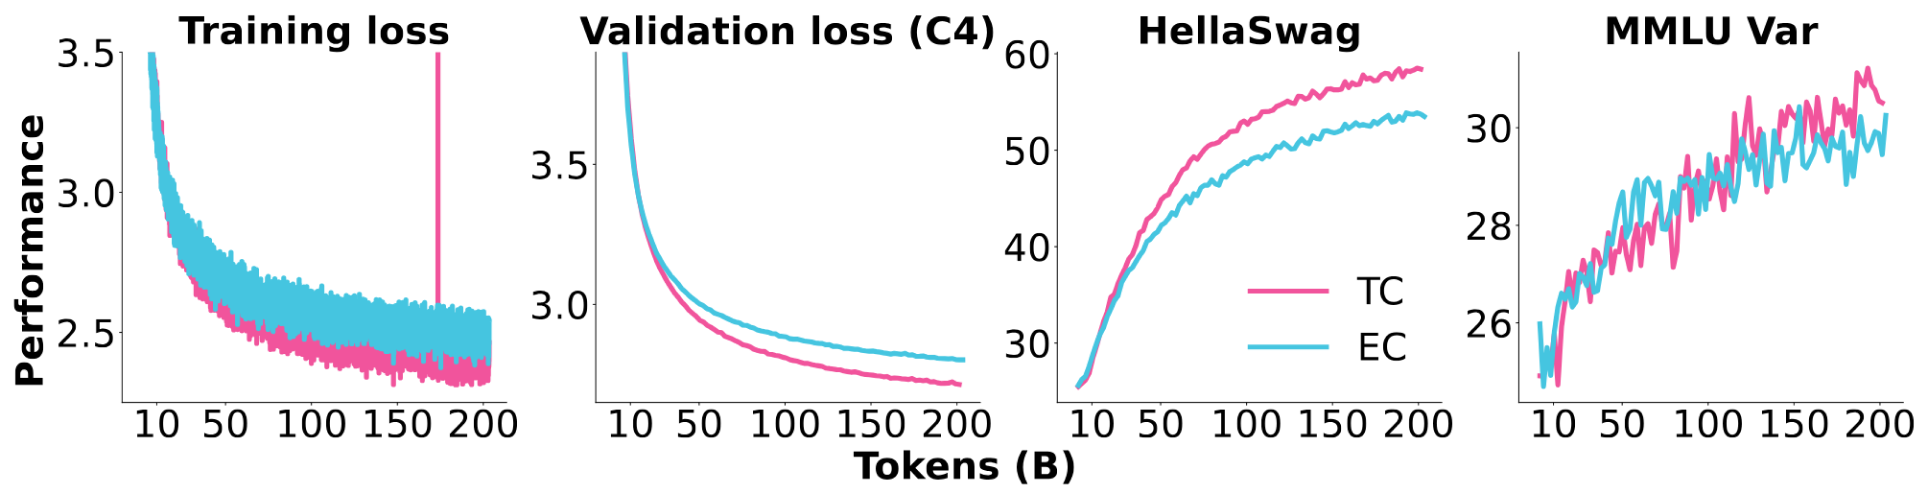 Training loss
Validation loss (C4)
HellaSwag
MMLU Var
Performance
3.5
3.0
2.5
10 50 100 150 200
3.5
3.0
10 50 100 150 200
60
50
40
30
TC
EC
10 50 100 150 200
30
28
26
10 50 100 150 200
Tokens (B)